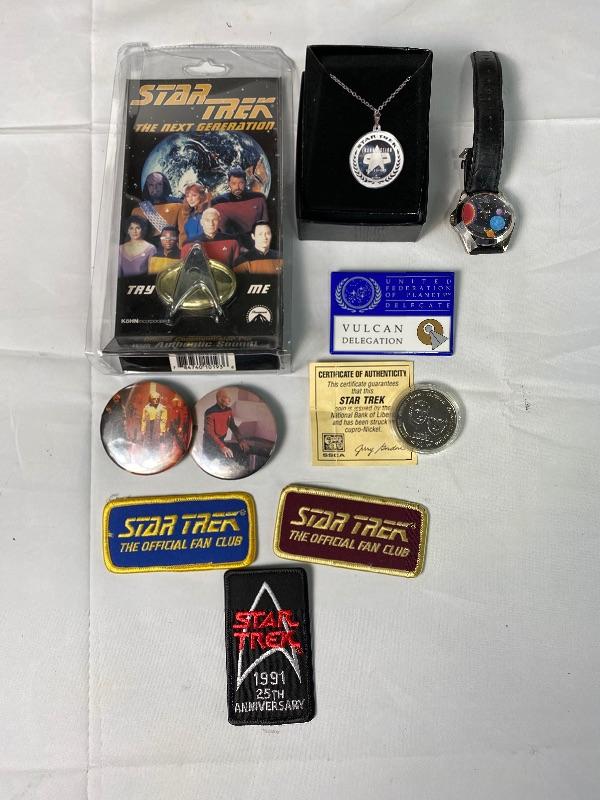 STAR TREK
THE NEXT GENERATION
TRY ME
with Authentic Sound!
STAR TREK
INSURRECTION
UNITED
FEDERATION
OF PLANETS
DELEGATE
VULCAN
DELEGATION
CERTIFICATE OF AUTHENTICITY
This certificate guarantees
that this
STAR TREK
coin is issued by the
National Bank of
and has been struck
cupro-Nickel.
SSCA
STAR TREK®
THE OFFICIAL FAN CLUB
STAR TREK®
THE OFFICIAL FAN CLUB
STAR
TREK
1991
25TH
ANNIVERSARY